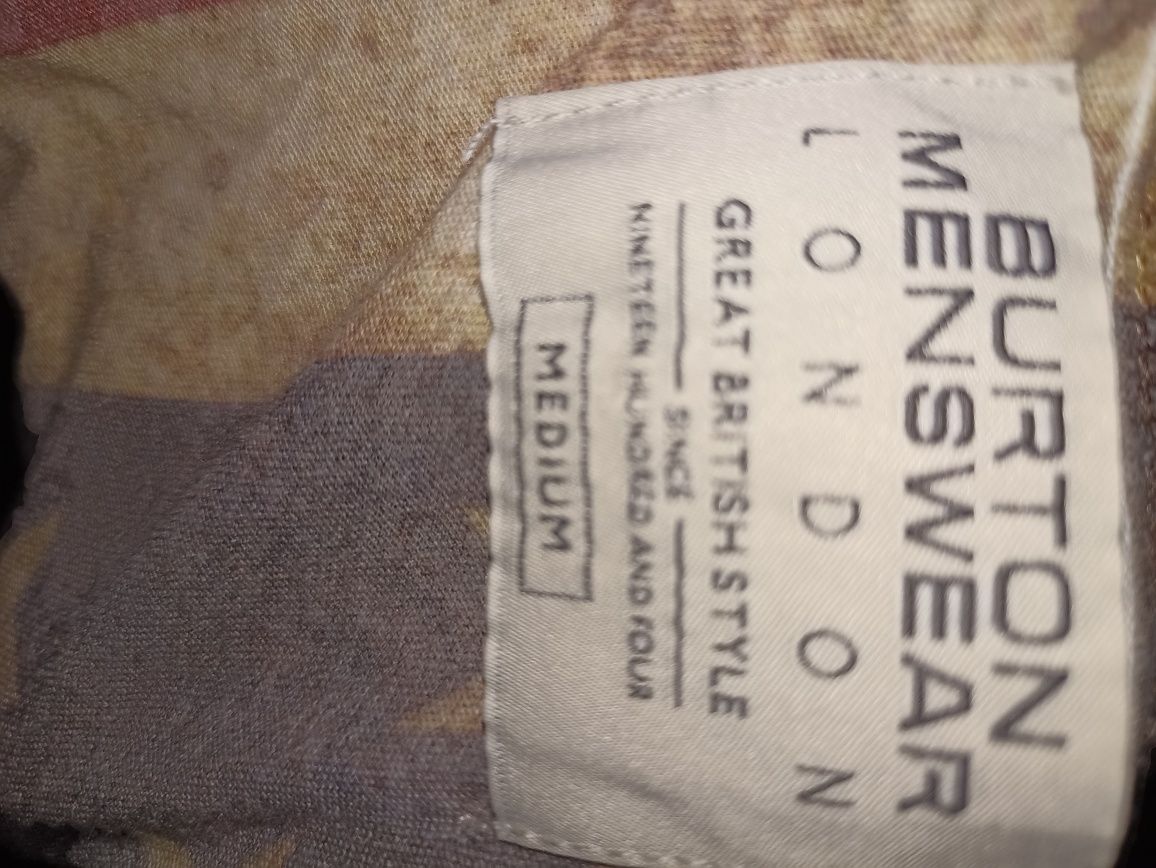 BURTON
MENSWEAR
LONDON
GREAT BRITISH STYLE
SINCE
NINETEEN HUNDRED AND FOUR
MEDIUM